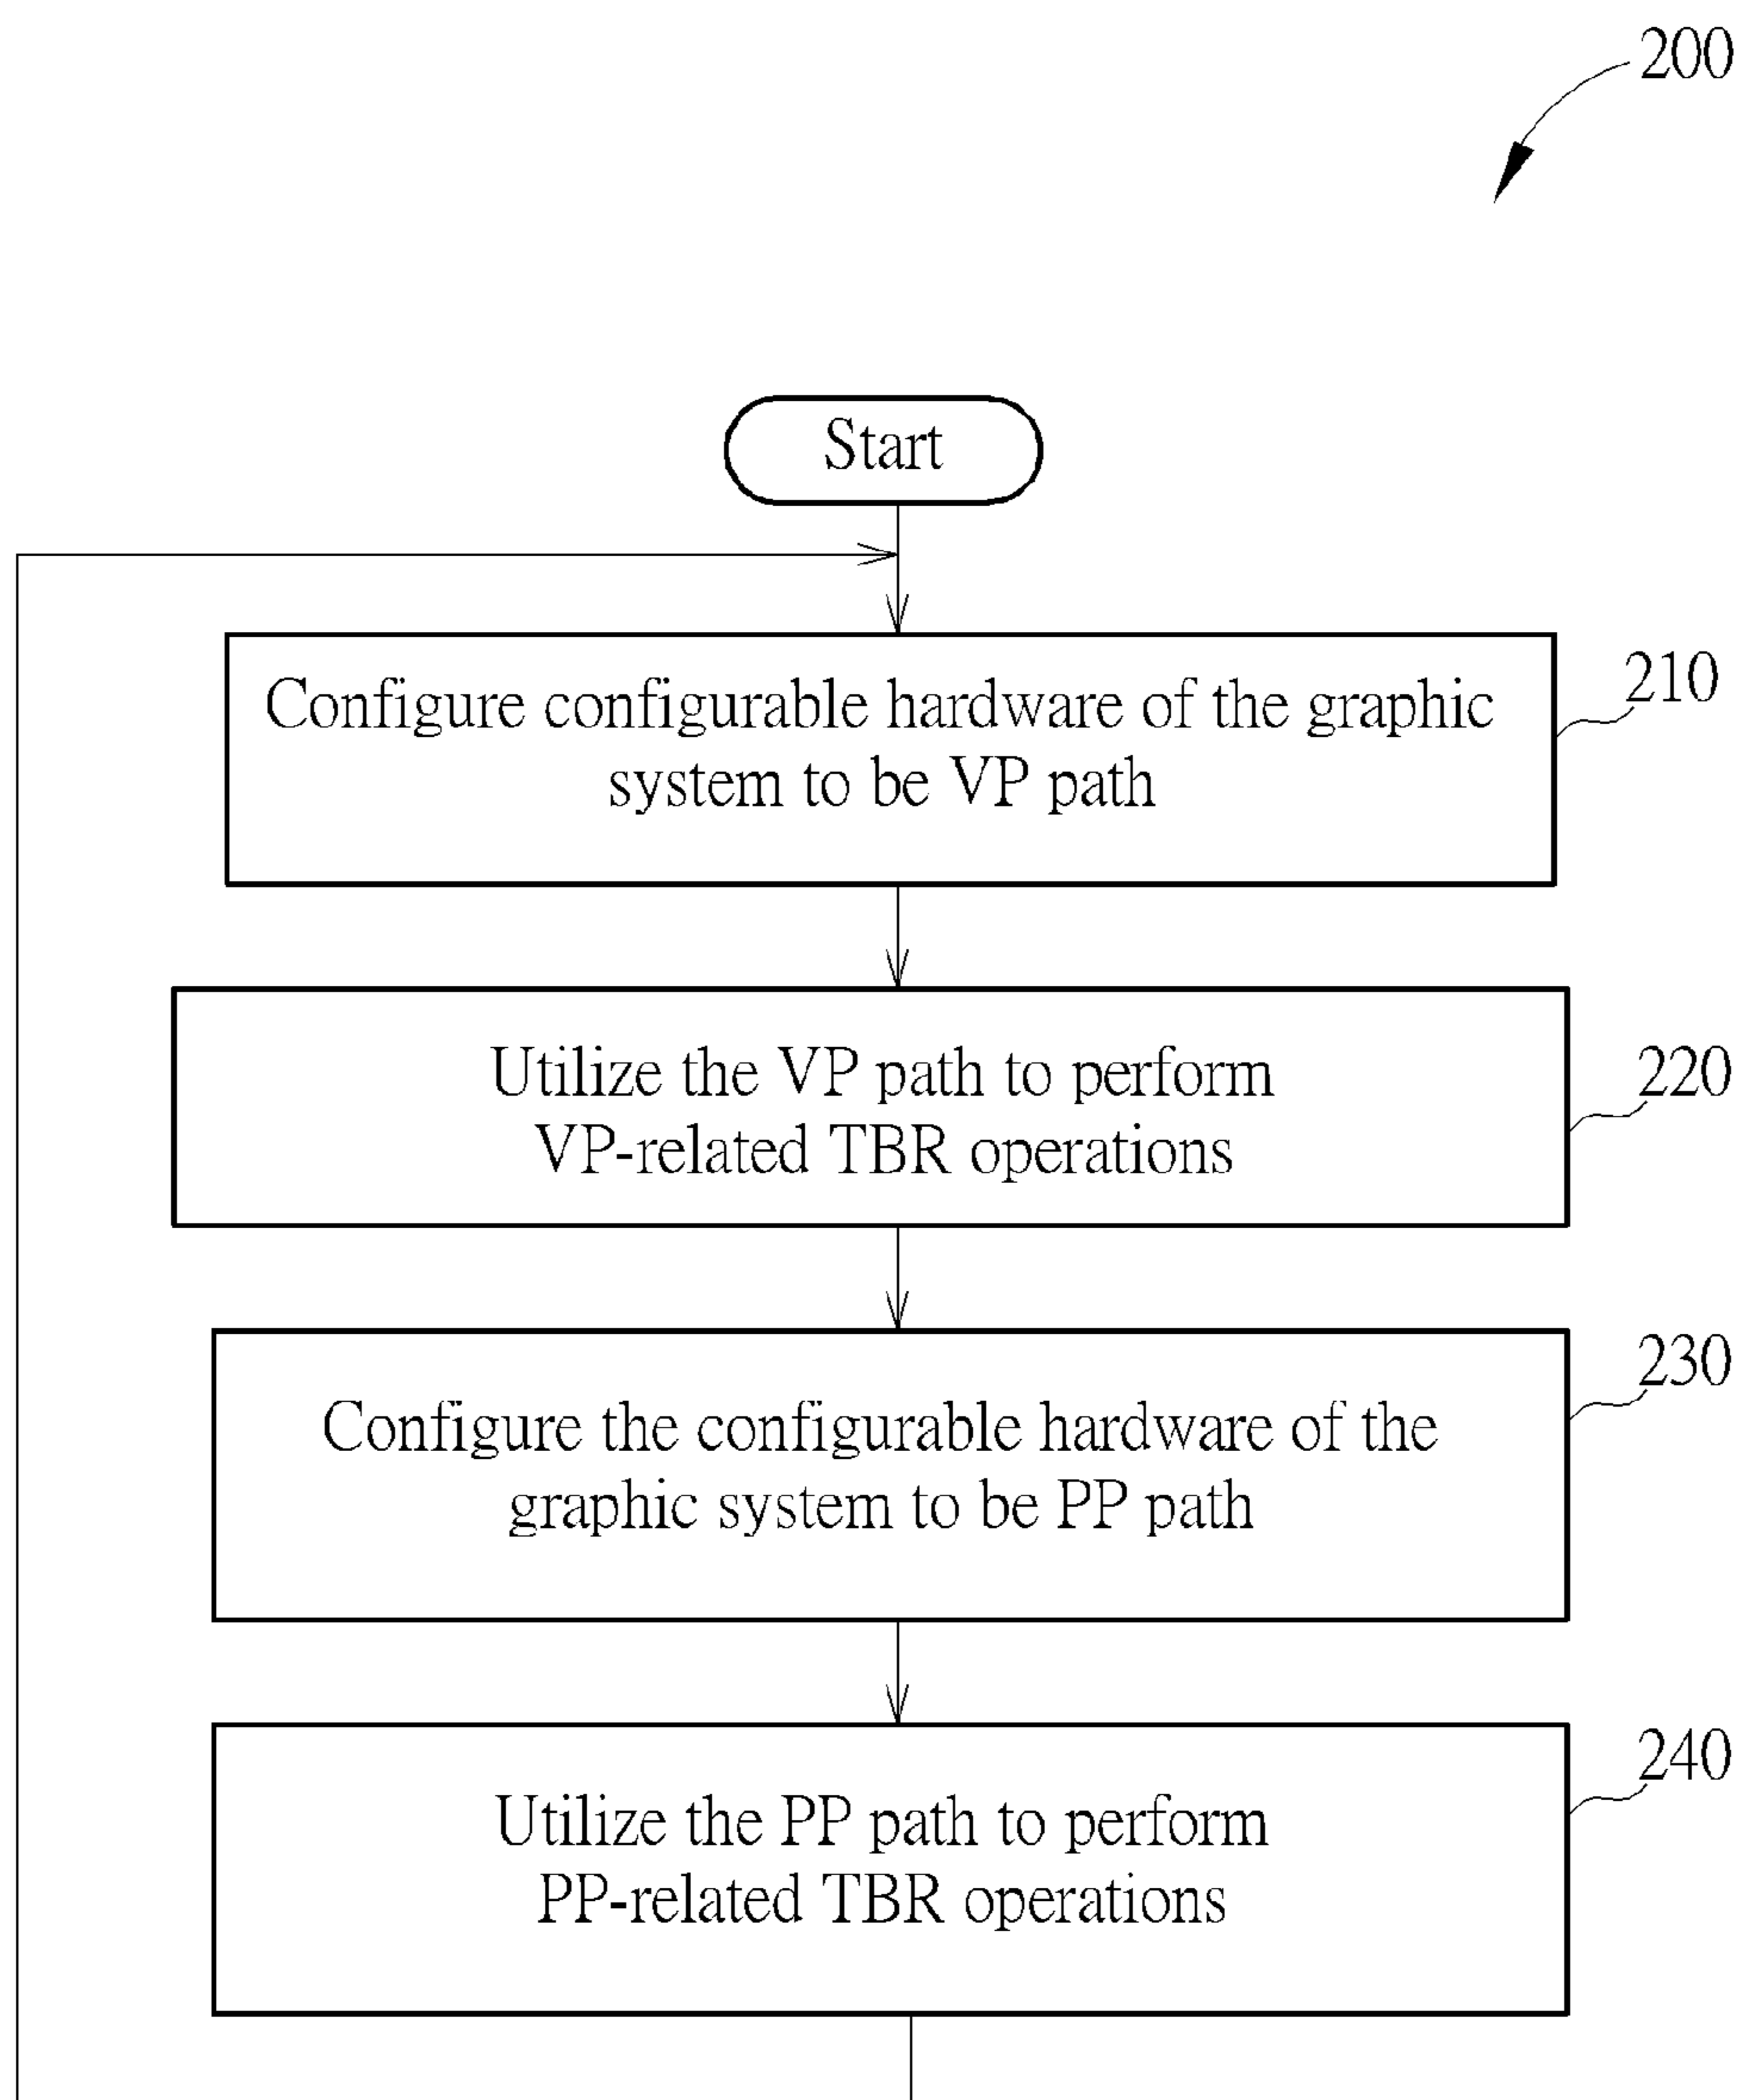 200
Start
Configure configurable hardware of the graphic
system to be VP path
210
Utilize the VP path to perform
VP-related TBR operations
220
Configure the configurable hardware of the
graphic system to be PP path
230
Utilize the PP path to perform
PP-related TBR operations
240